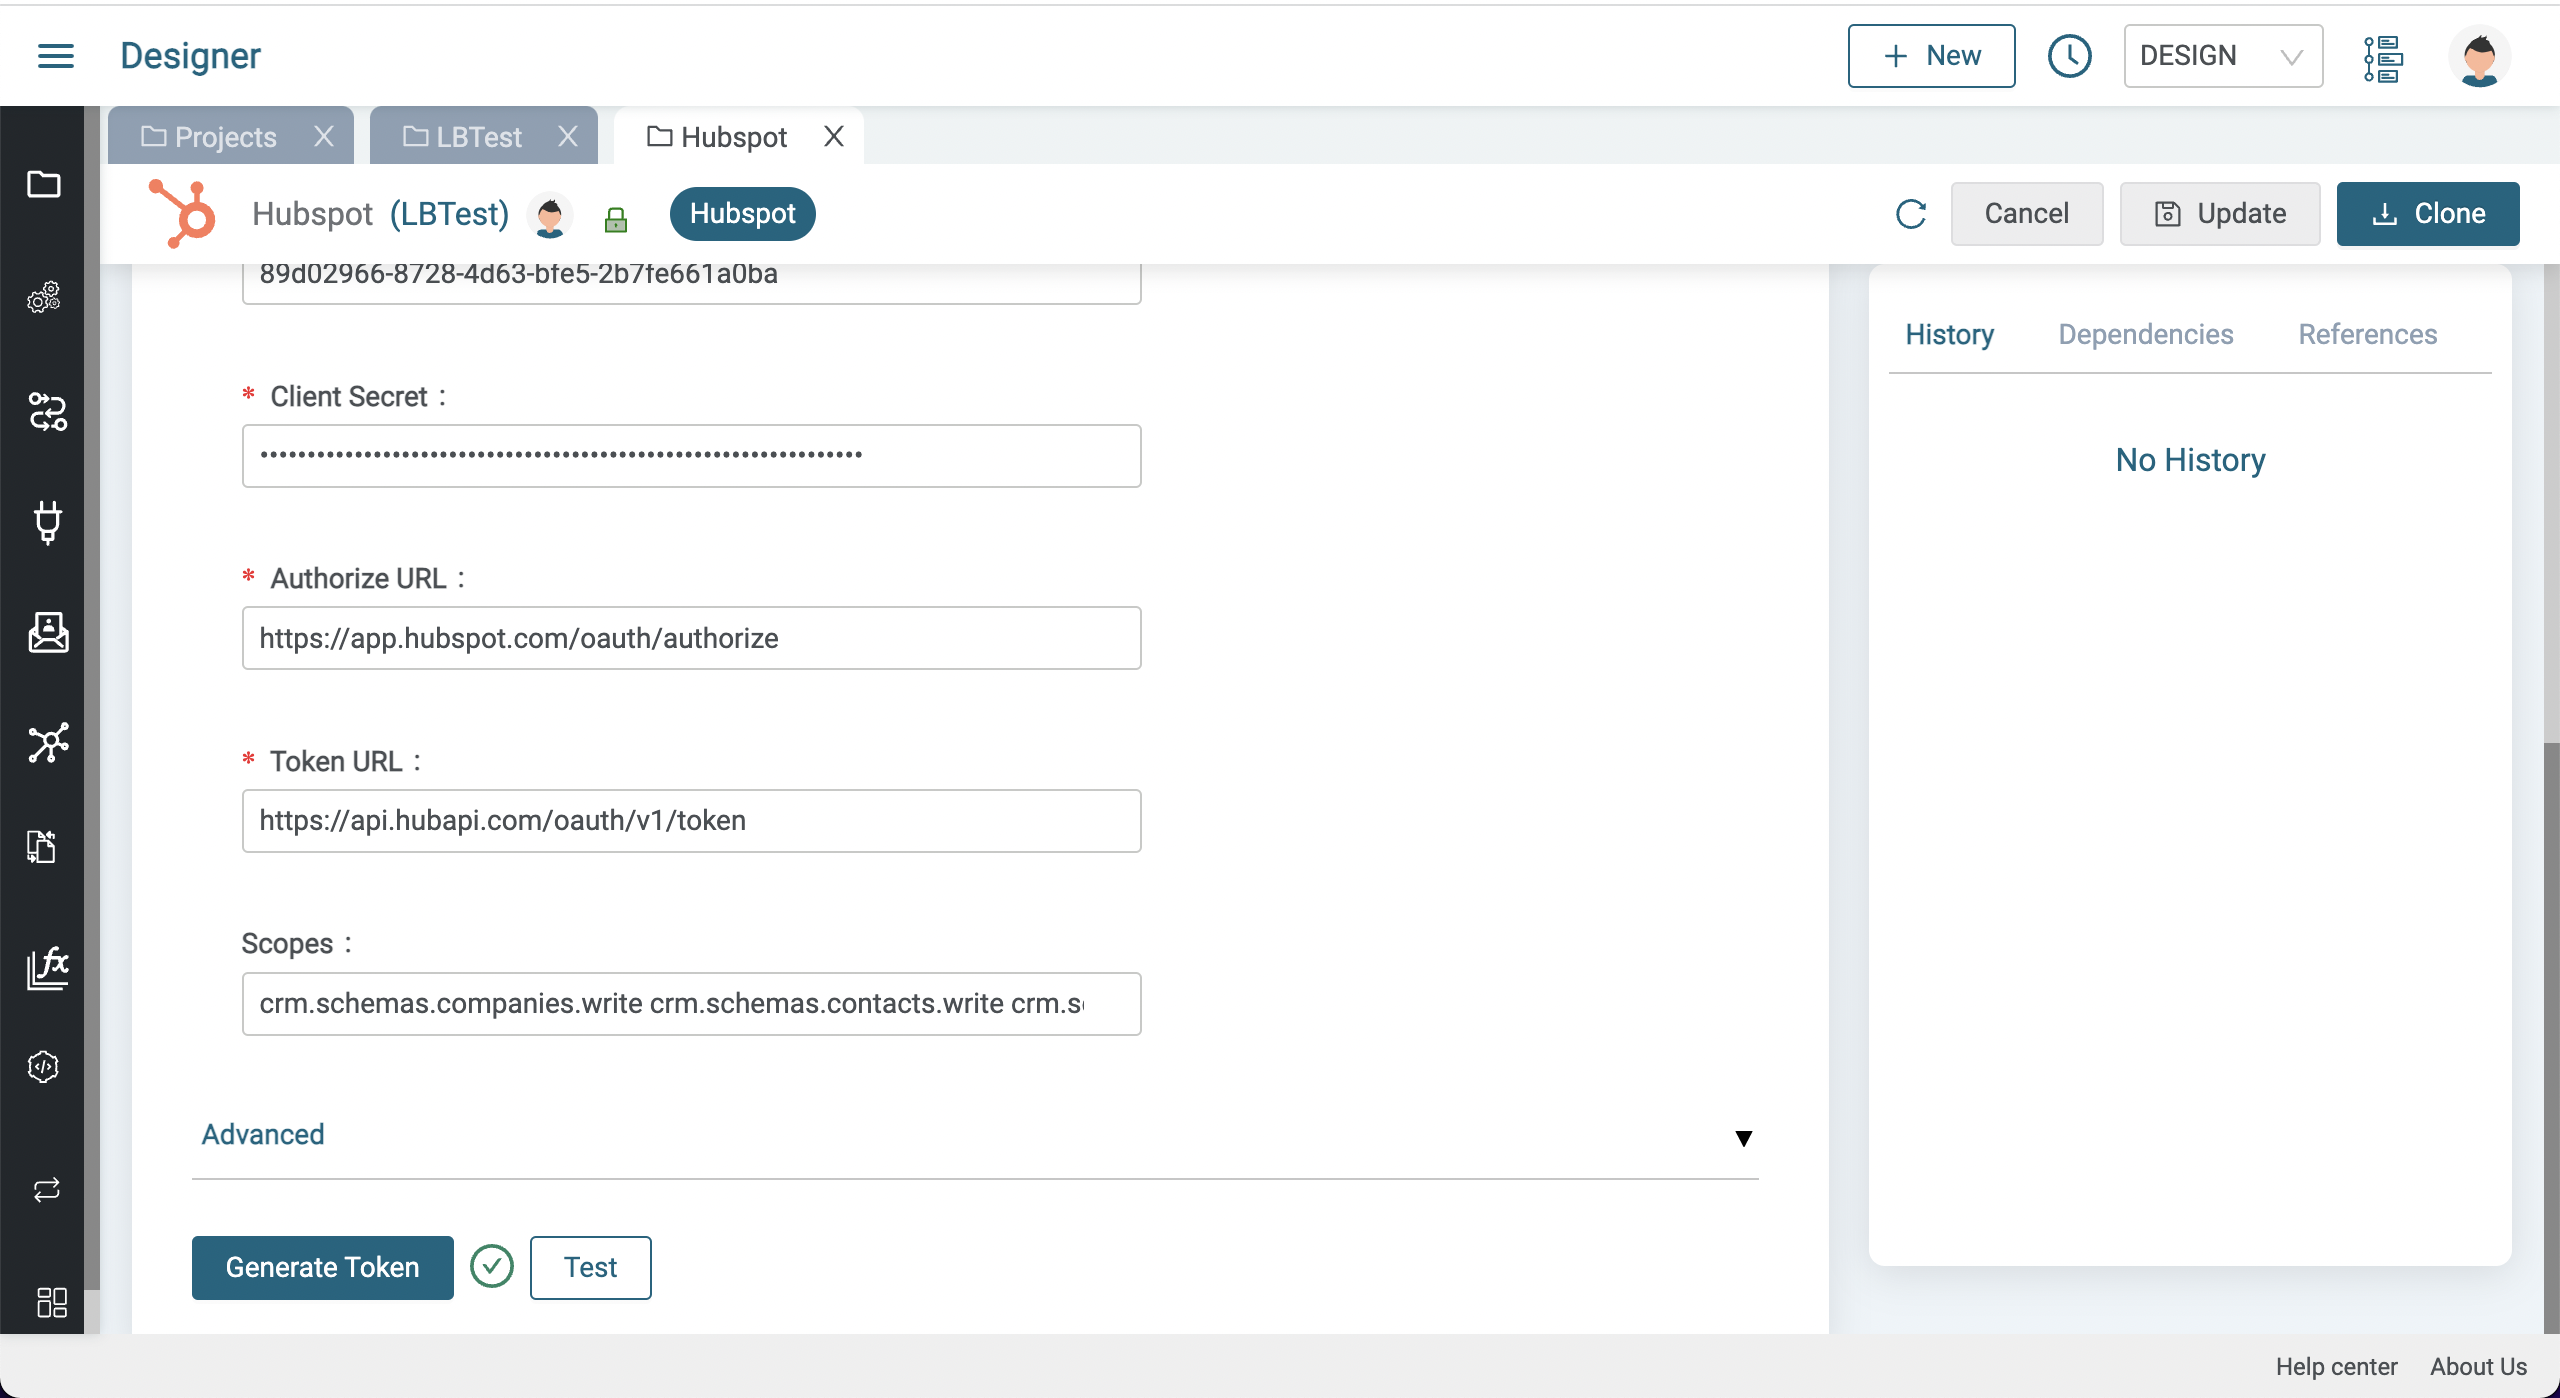 Designer
New
DESIGN
Projects X
LBTest X
Hubspot X
Hubspot (LBTest)
Hubspot
Cancel
Update
Clone
89d02966-8728-4d63-bfe5-2b7fe661a0ba
* Client Secret :
••••••••••••••••••••••••••••••••••••••••••••••••••••••••••••••••
* Authorize URL :
https://app.hubspot.com/oauth/authorize
* Token URL :
https://api.hubapi.com/oauth/v1/token
Scopes :
crm.schemas.companies.write crm.schemas.contacts.write crm.s
Advanced
Generate Token
Test
History Dependencies References
No History
Help center About Us